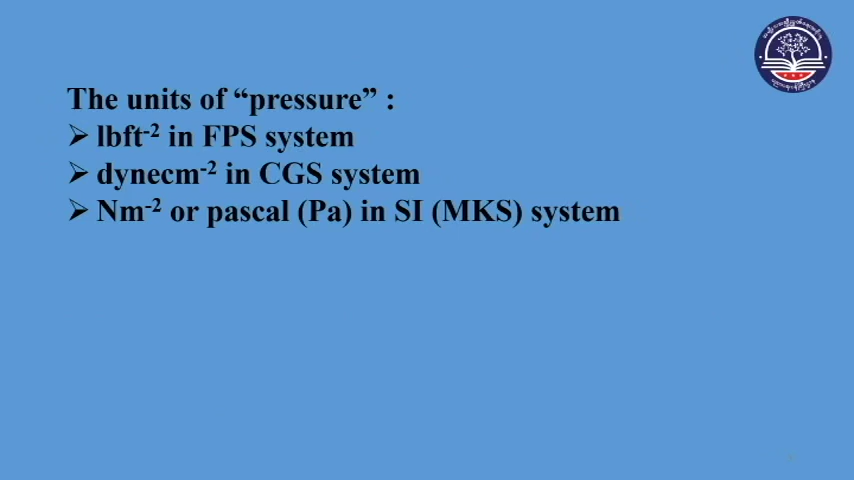 The units of “pressure” :
➢ lbft⁻² in FPS system
➢ dynecm⁻² in CGS system
➢ Nm⁻² or pascal (Pa) in SI (MKS) system